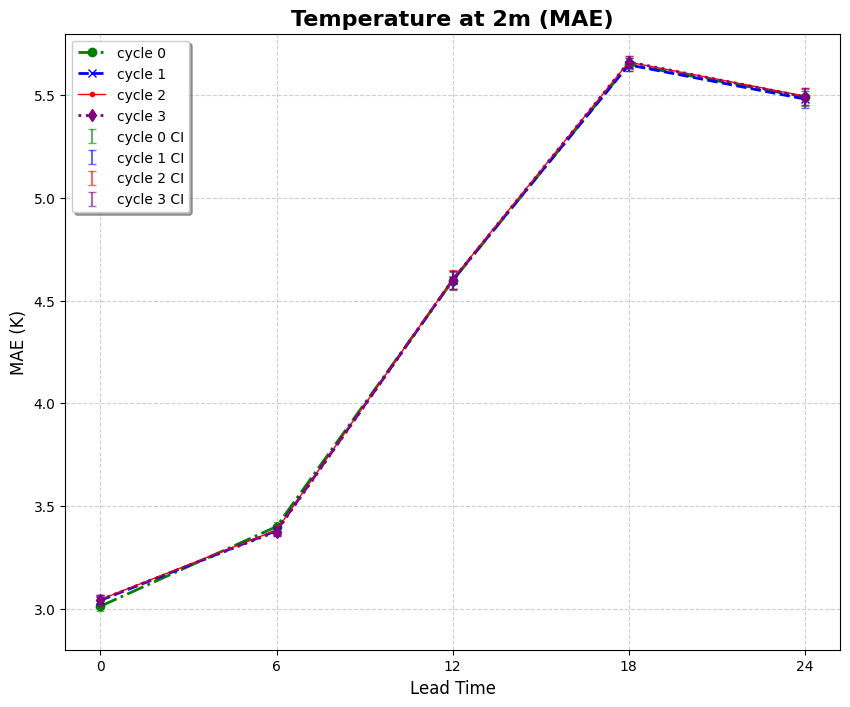 Temperature at 2m (MAE)
cycle 0
cycle 1
cycle 2
cycle 3
cycle 0 CI
cycle 1 CI
cycle 2 CI
cycle 3 CI
MAE (K)
5.5
5.0
4.5
4.0
3.5
3.0
0 6 12 18 24
Lead Time